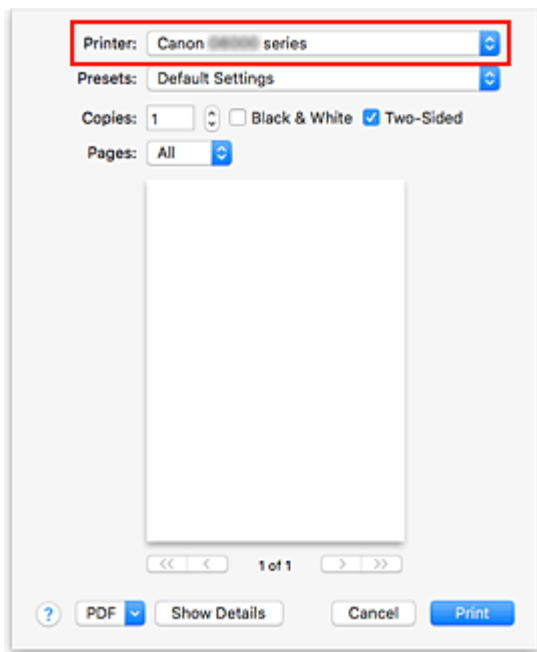 Printer: Canon series
Presets: Default Settings
Copies: 1 Black & White Two-Sided
Pages: All
<< < 1 of 1 > >>
? PDF Show Details Cancel Print